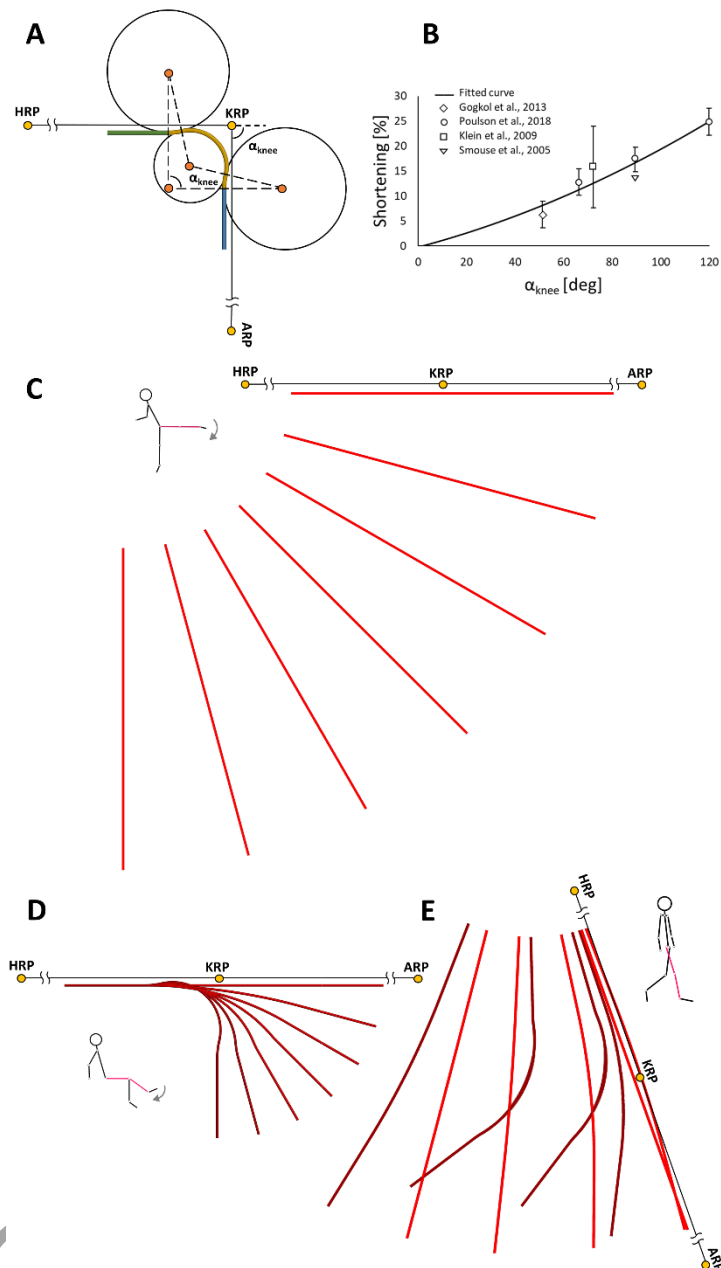 A
HRP
KRP
αknee
αknee
ARP
B
Shortening [%]
30
25
20
15
10
5
0
Fitted curve
Gogkol et al., 2013
Poulson et al., 2018
Klein et al., 2009
Smouse et al., 2005
0 20 40 60 80 100 120
αknee [deg]
C
HRP KRP ARP
D
HRP KRP ARP
E
HRP
KRP
ARP